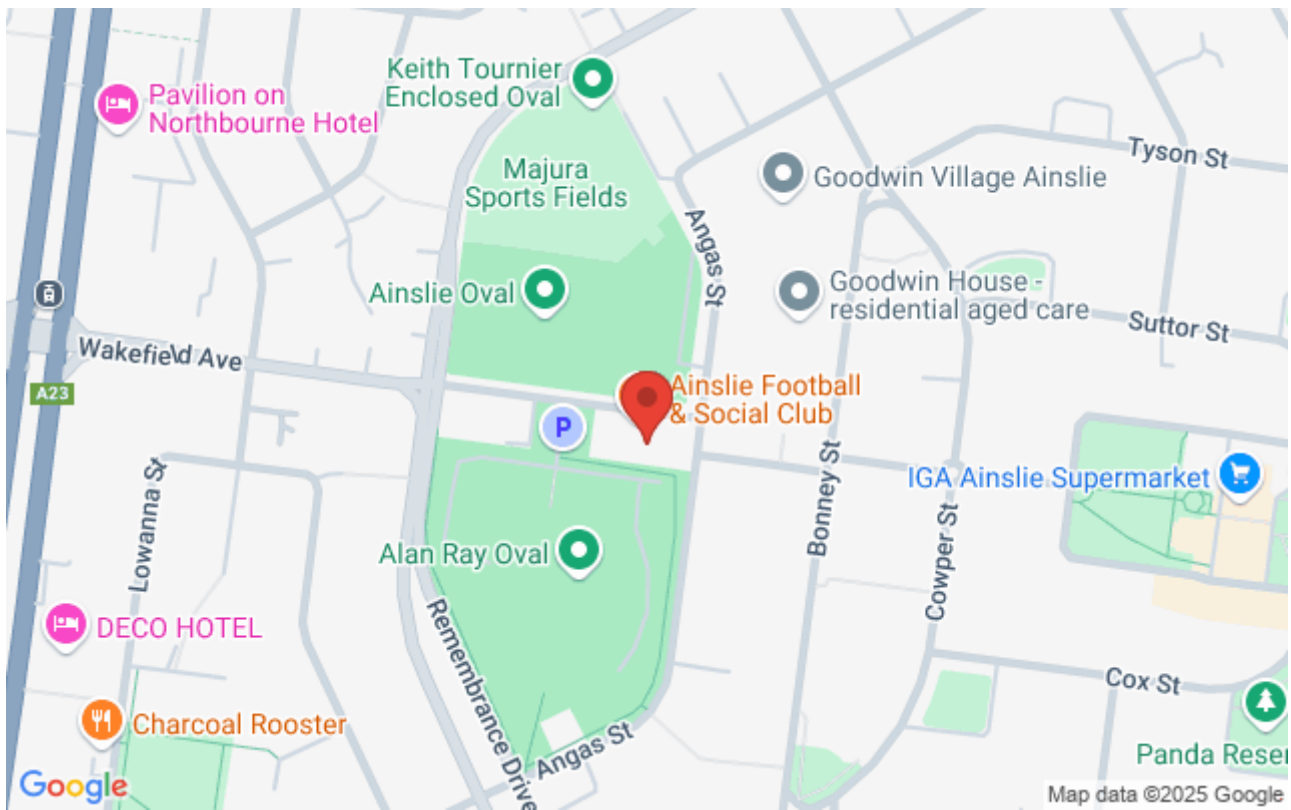 Keith Tournier
Enclosed Oval
Pavilion on
Northbourne Hotel
Majura
Sports Fields
Tyson St
Goodwin Village Ainslie
Angas St
Ainslie Oval
Goodwin House -
residential aged care
Suttor St
Wakefield Ave
A23
Ainslie Football
& Social Club
P
IGA Ainslie Supermarket
Bonney St
Lowanna St
Cowper St
Alan Ray Oval
DECO HOTEL
Remembrance Drive
Cox St
Charcoal Rooster
Angas St
Panda Reser
Google
Map data ©2025 Google